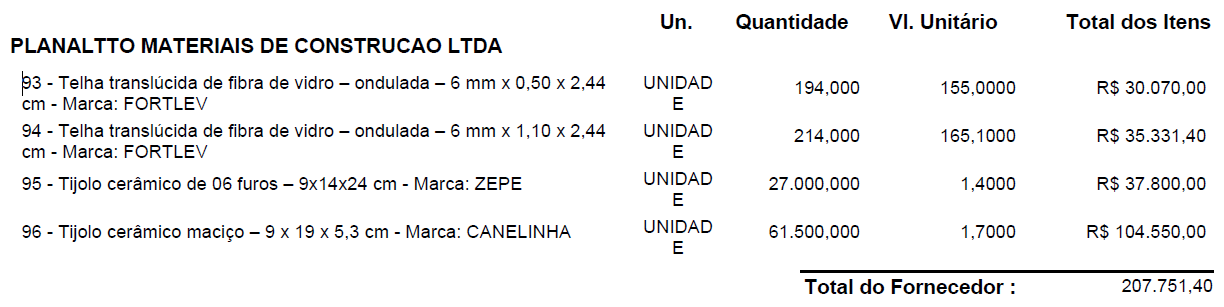 Un. Quantidade Vl. Unitário Total dos Itens
PLANALTTO MATERIAIS DE CONSTRUCAO LTDA
93 - Telha translúcida de fibra de vidro – ondulada – 6 mm x 0,50 x 2,44 UNIDAD 194,000 155,0000 R$ 30.070,00
cm - Marca: FORTLEV E
94 - Telha translúcida de fibra de vidro – ondulada – 6 mm x 1,10 x 2,44 UNIDAD 214,000 165,1000 R$ 35.331,40
cm - Marca: FORTLEV E
95 - Tijolo cerâmico de 06 furos – 9x14x24 cm - Marca: ZEPE UNIDAD 27.000,000 1,4000 R$ 37.800,00
E
96 - Tijolo cerâmico maciço – 9 x 19 x 5,3 cm - Marca: CANELINHA UNIDAD 61.500,000 1,7000 R$ 104.550,00
E
Total do Fornecedor : 207.751,40